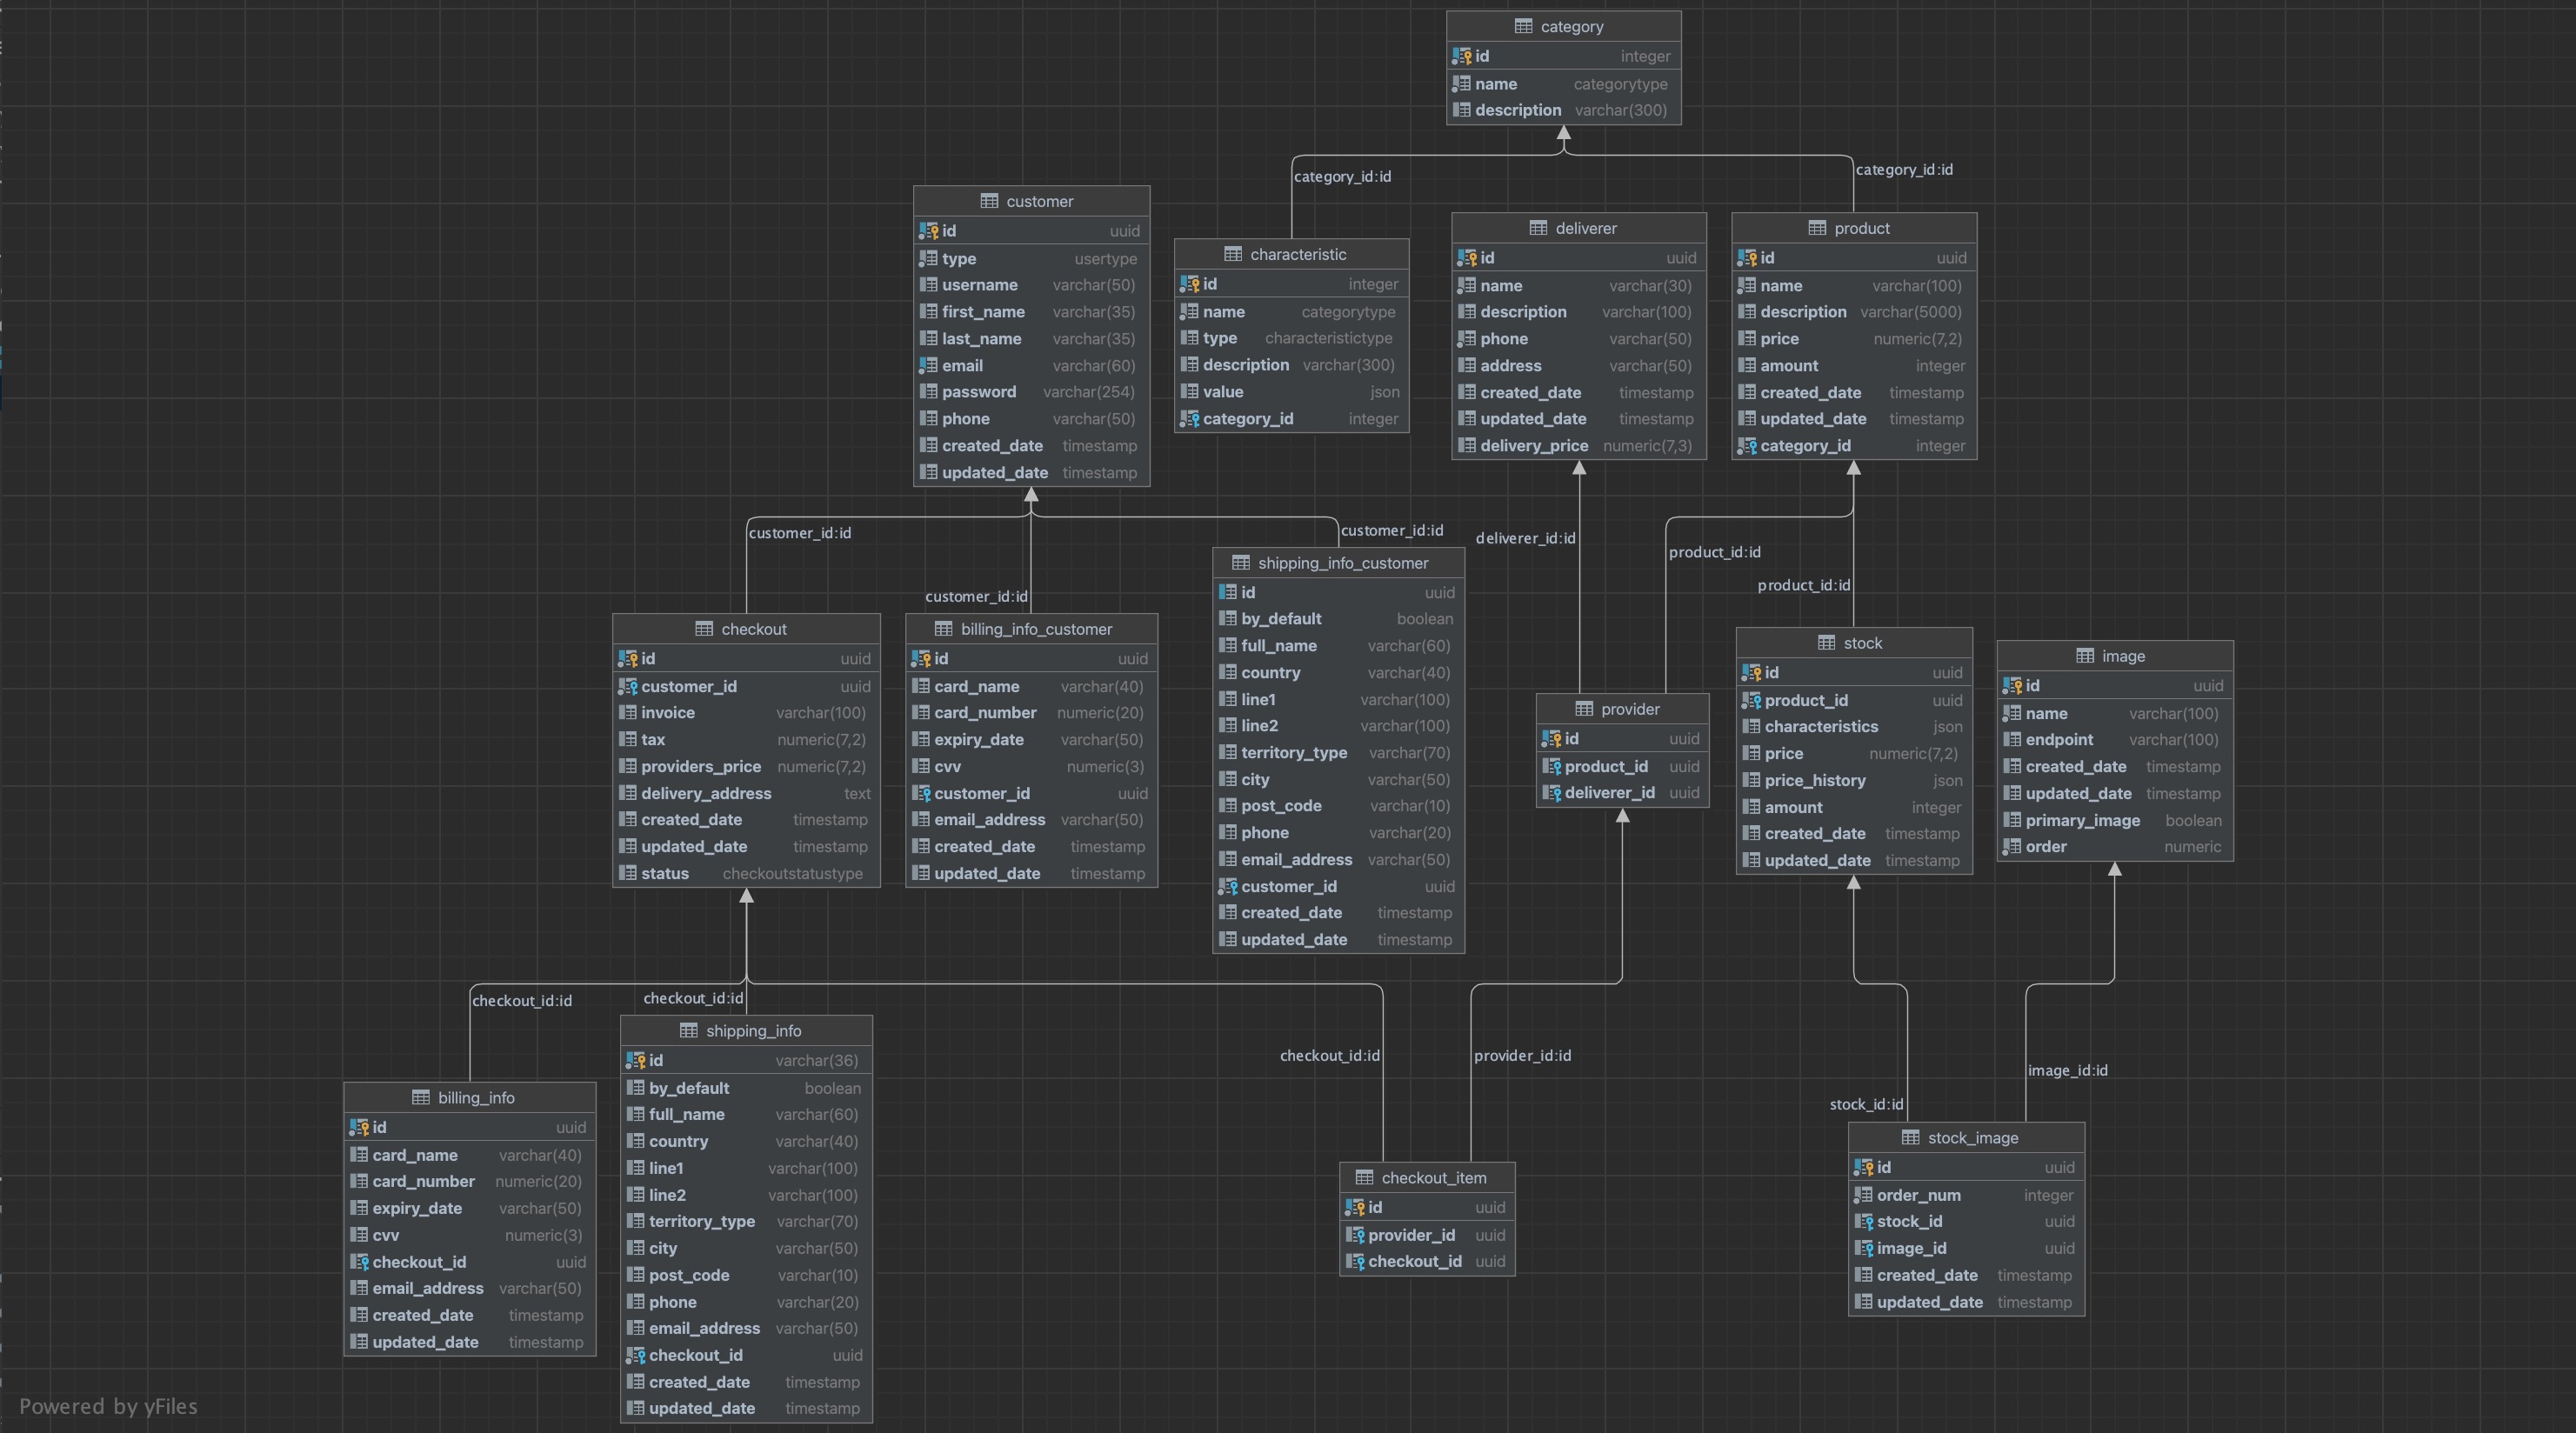 category
id integer
name categorytype
description varchar(300)
category_id:id
category_id:id
customer
id uuid
type usertype
username varchar(50)
first_name varchar(35)
last_name varchar(35)
email varchar(60)
password varchar(254)
phone varchar(50)
created_date timestamp
updated_date timestamp
characteristic
id integer
name categorytype
type characteristictype
description varchar(300)
value json
category_id integer
deliverer
id uuid
name varchar(30)
description varchar(100)
phone varchar(50)
address varchar(50)
created_date timestamp
updated_date timestamp
delivery_price numeric(7,3)
product
id uuid
name varchar(100)
description varchar(5000)
price numeric(7,2)
amount integer
created_date timestamp
updated_date timestamp
category_id integer
customer_id:id
customer_id:id
customer_id:id
deliverer_id:id
product_id:id
product_id:id
checkout
id uuid
customer_id uuid
invoice varchar(100)
tax numeric(7,2)
providers_price numeric(7,2)
delivery_address text
created_date timestamp
updated_date timestamp
status checkoutstatustype
billing_info_customer
id uuid
card_name varchar(40)
card_number numeric(20)
expiry_date varchar(50)
cvv numeric(3)
customer_id uuid
email_address varchar(50)
created_date timestamp
updated_date timestamp
shipping_info_customer
id uuid
by_default boolean
full_name varchar(60)
country varchar(40)
line1 varchar(100)
line2 varchar(100)
territory_type varchar(70)
city varchar(50)
post_code varchar(10)
phone varchar(20)
email_address varchar(50)
customer_id uuid
created_date timestamp
updated_date timestamp
provider
id uuid
product_id uuid
deliverer_id uuid
stock
id uuid
product_id uuid
characteristics json
price numeric(7,2)
price_history json
amount integer
created_date timestamp
updated_date timestamp
image
id uuid
name varchar(100)
endpoint varchar(100)
created_date timestamp
updated_date timestamp
primary_image boolean
order numeric
checkout_id:id
checkout_id:id
checkout_id:id
provider_id:id
stock_id:id
image_id:id
billing_info
id uuid
card_name varchar(40)
card_number numeric(20)
expiry_date varchar(50)
cvv numeric(3)
checkout_id uuid
email_address varchar(50)
created_date timestamp
updated_date timestamp
shipping_info
id varchar(36)
by_default boolean
full_name varchar(60)
country varchar(40)
line1 varchar(100)
line2 varchar(100)
territory_type varchar(70)
city varchar(50)
post_code varchar(10)
phone varchar(20)
email_address varchar(50)
checkout_id uuid
created_date timestamp
updated_date timestamp
checkout_item
id uuid
provider_id uuid
checkout_id uuid
stock_image
id uuid
order_num integer
stock_id uuid
image_id uuid
created_date timestamp
updated_date timestamp
Powered by yFiles